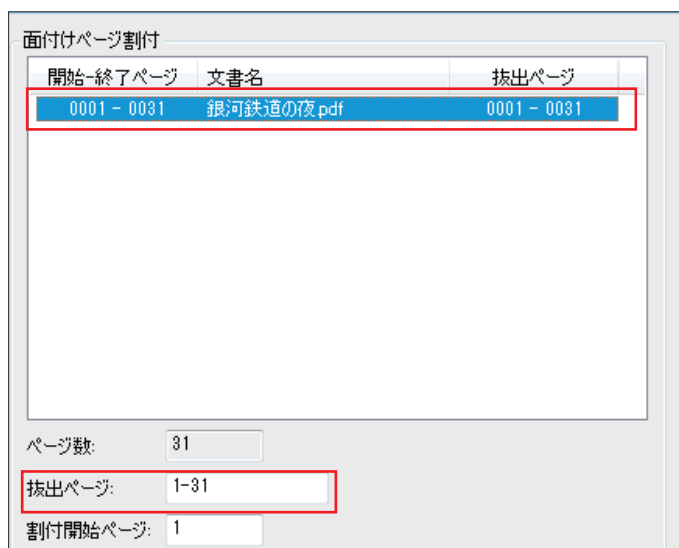 面付けページ割付
開始-終了ページ 文書名 抜出ページ
0001 - 0031 銀河鉄道の夜.pdf 0001 - 0031
ページ数: 31
抜出ページ: 1-31
割付開始ページ: 1